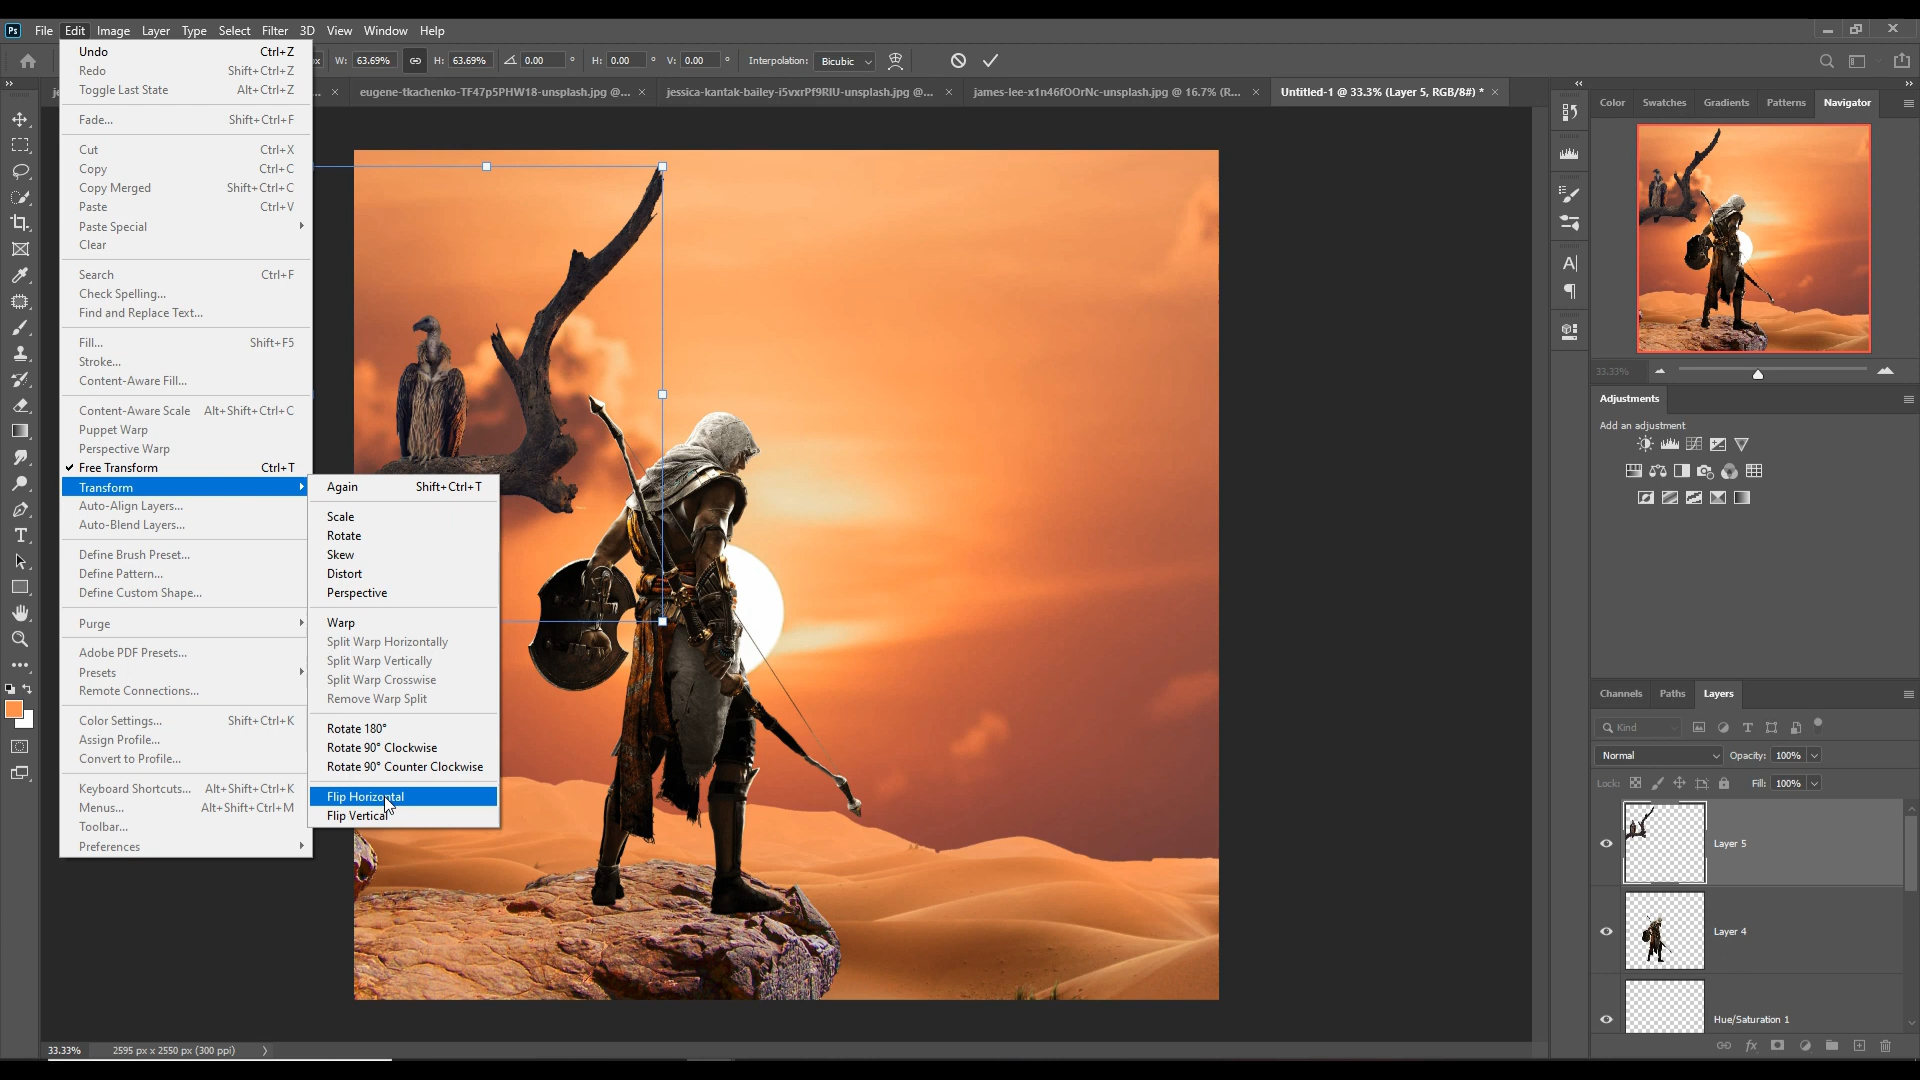 Ps File Edit Image Layer Type Select Filter 3D View Window Help
W: 63.69% H: 63.69% 0.00 ° H: 0.00 ° V: 0.00 ° Interpolation: Bicubic
... × eugene-tkachenko-TF47p5PHW18-unsplash.jpg @... × jessica-kantak-bailey-i5vxrPf9RIU-unsplash.jpg @... × james-lee-x1n46fOOrNc-unsplash.jpg @ 16.7% (R... × Untitled-1 @ 33.3% (Layer 5, RGB/8#) * ×
Undo Ctrl+Z
Redo Shift+Ctrl+Z
Toggle Last State Alt+Ctrl+Z
Fade... Shift+Ctrl+F
Cut Ctrl+X
Copy Ctrl+C
Copy Merged Shift+Ctrl+C
Paste Ctrl+V
Paste Special
Clear
Search Ctrl+F
Check Spelling...
Find and Replace Text...
Fill... Shift+F5
Stroke...
Content-Aware Fill...
Content-Aware Scale Alt+Shift+Ctrl+C
Puppet Warp
Perspective Warp
Free Transform Ctrl+T
Transform
Auto-Align Layers...
Auto-Blend Layers...
Define Brush Preset...
Define Pattern...
Define Custom Shape...
Purge
Adobe PDF Presets...
Presets
Remote Connections...
Color Settings... Shift+Ctrl+K
Assign Profile...
Convert to Profile...
Keyboard Shortcuts... Alt+Shift+Ctrl+K
Menus... Alt+Shift+Ctrl+M
Toolbar...
Preferences
Again Shift+Ctrl+T
Scale
Rotate
Skew
Distort
Perspective
Warp
Split Warp Horizontally
Split Warp Vertically
Split Warp Crosswise
Remove Warp Split
Rotate 180°
Rotate 90° Clockwise
Rotate 90° Counter Clockwise
Flip Horizontal
Flip Vertical
Color Swatches Gradients Patterns Navigator
33.33%
Adjustments
Add an adjustment
Channels Paths Layers
Kind
Normal Opacity: 100%
Lock: Fill: 100%
Layer 5
Layer 4
Hue/Saturation 1
33.33% 2595 px x 2550 px (300 ppi)